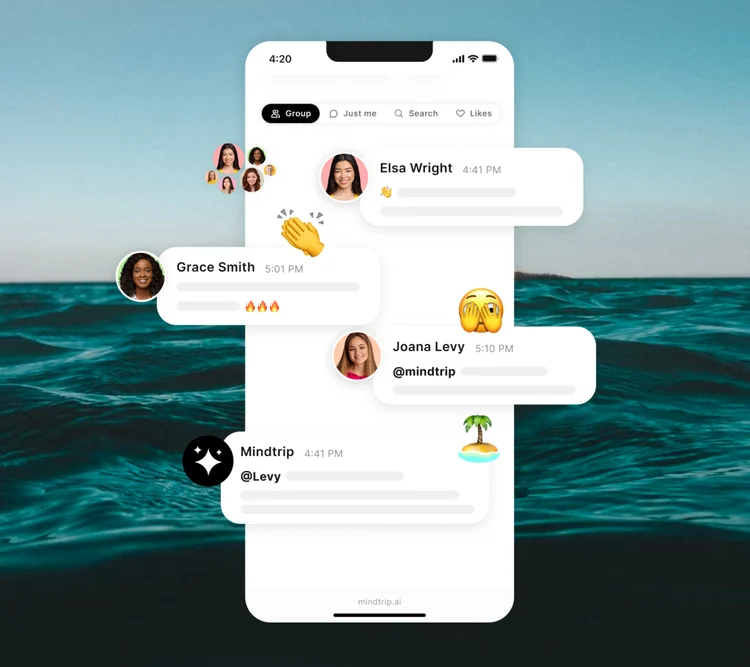 4:20
Group Just me Search Likes
Elsa Wright 4:41 PM
Grace Smith 5:01 PM
Joana Levy 5:10 PM
@mindtrip
Mindtrip 4:41 PM
@Levy
mindtrip.ai